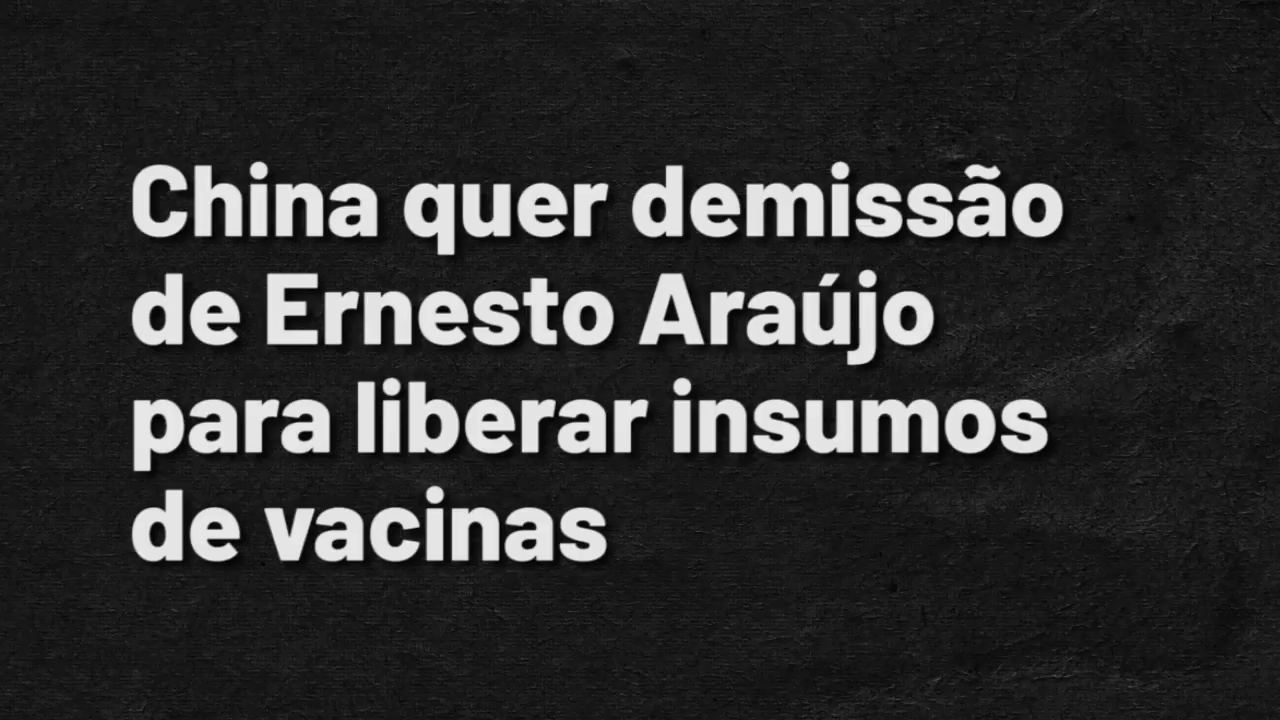 China quer demissão
de Ernesto Araújo
para liberar insumos
de vacinas